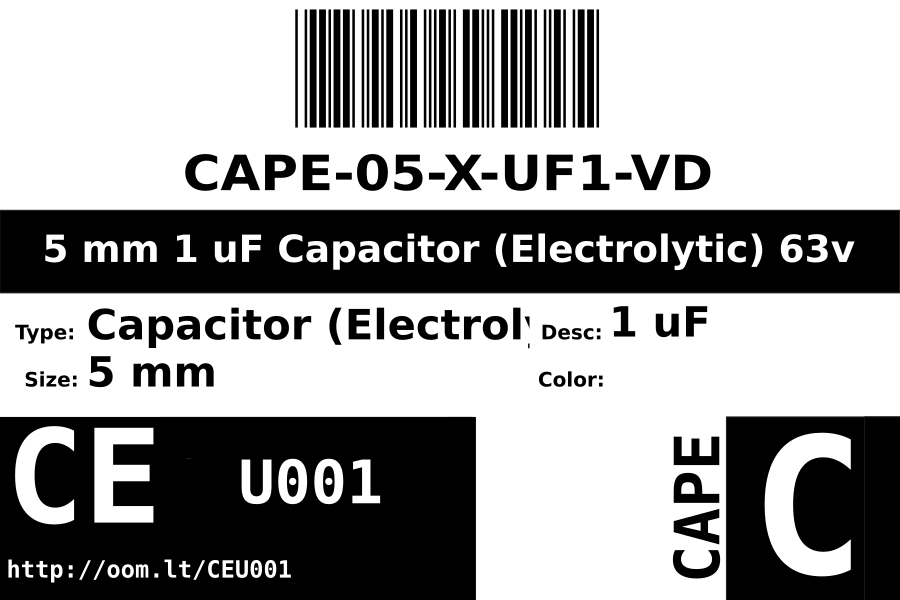 CAPE-05-X-UF1-VD
5 mm 1 uF Capacitor (Electrolytic) 63v
Type: Capacitor (Electroly Desc: 1 uF
Size: 5 mm Color:
CE U001
http://oom.lt/CEU001
CAPE
C